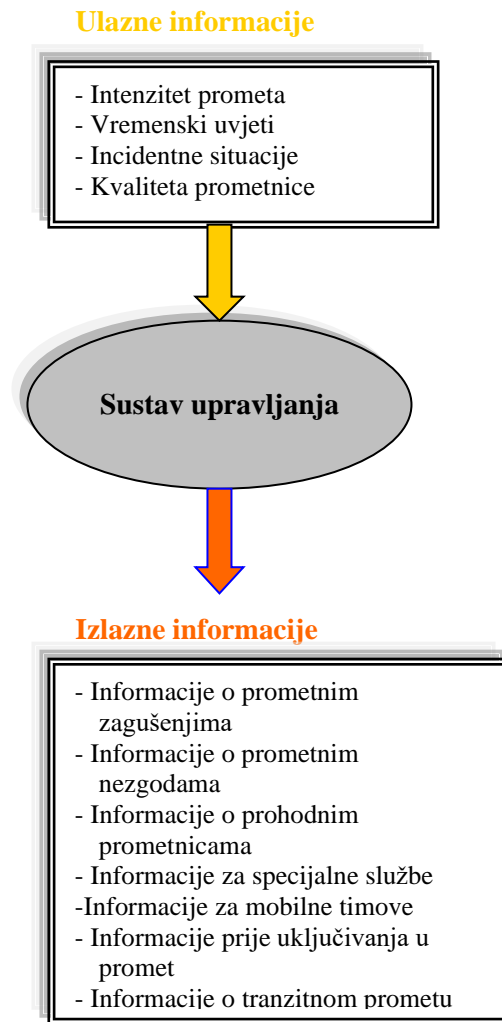 Ulazne informacije
- Intenzitet prometa
- Vremenski uvjeti
- Incidentne situacije
- Kvaliteta prometnice
Sustav upravljanja
Izlazne informacije
- Informacije o prometnim
zagušenjima
- Informacije o prometnim
nezgodama
- Informacije o prohodnim
prometnicama
- Informacije za specijalne službe
-Informacije za mobilne timove
- Informacije prije uključivanja u
promet
- Informacije o tranzitnom prometu